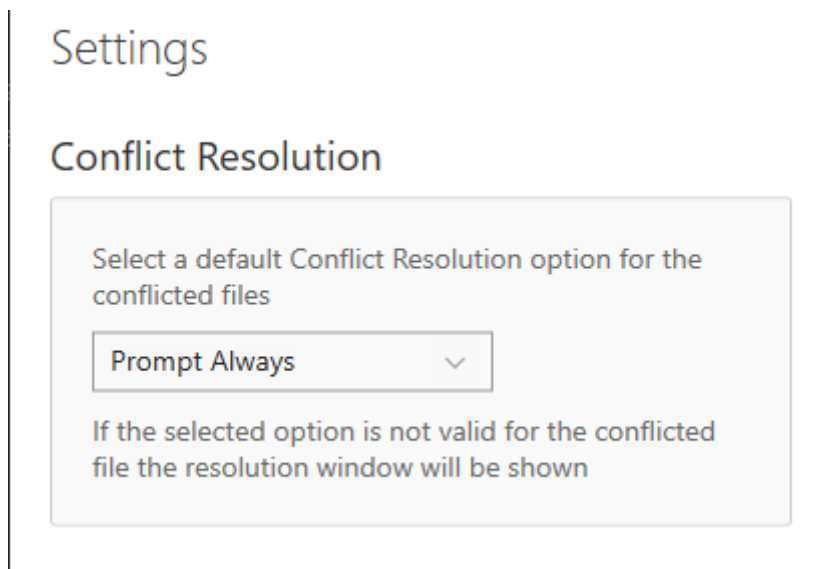 Settings
Conflict Resolution
Select a default Conflict Resolution option for the
conflicted files
Prompt Always
If the selected option is not valid for the conflicted
file the resolution window will be shown